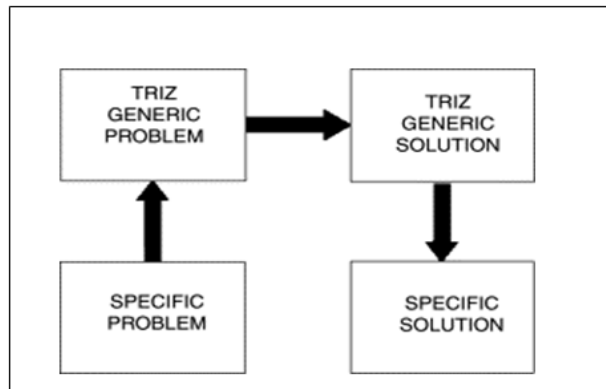 TRIZ
GENERIC
PROBLEM
TRIZ
GENERIC
SOLUTION
SPECIFIC
PROBLEM
SPECIFIC
SOLUTION